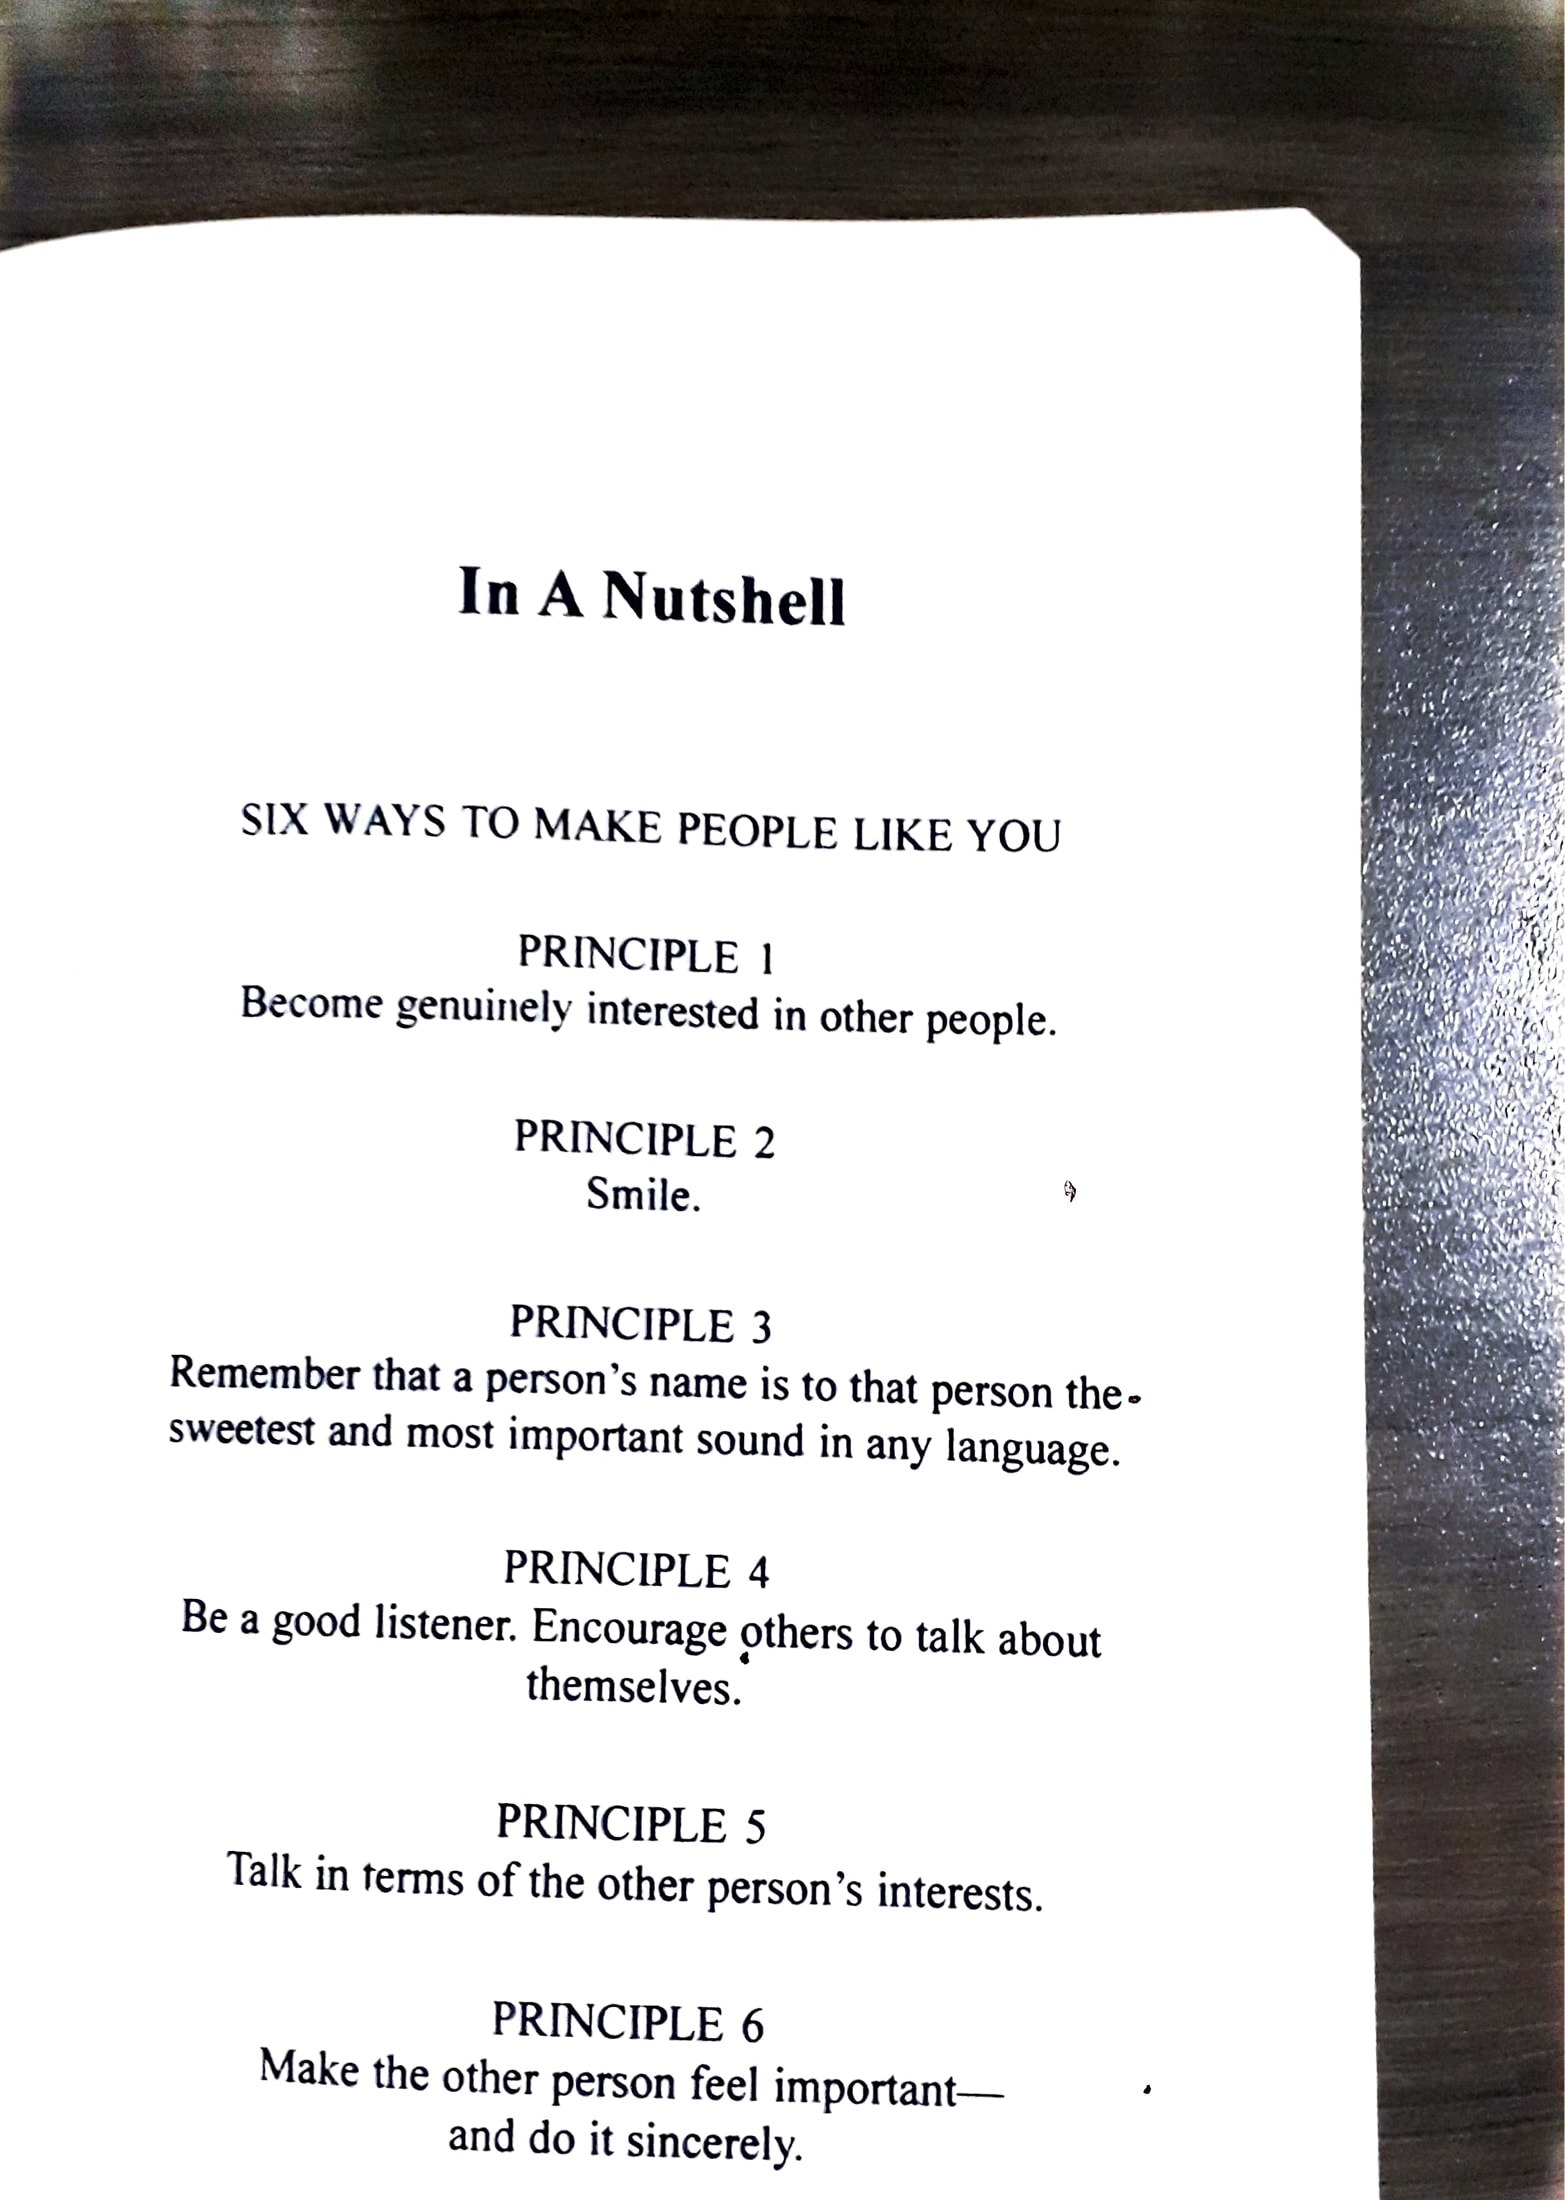 In A Nutshell
SIX WAYS TO MAKE PEOPLE LIKE YOU
PRINCIPLE 1
Become genuinely interested in other people.
PRINCIPLE 2
Smile.
PRINCIPLE 3
Remember that a person's name is to that person the
sweetest and most important sound in any language.
PRINCIPLE 4
Be a good listener. Encourage others to talk about
themselves.
PRINCIPLE 5
Talk in terms of the other person's interests.
PRINCIPLE 6
Make the other person feel important—
and do it sincerely.